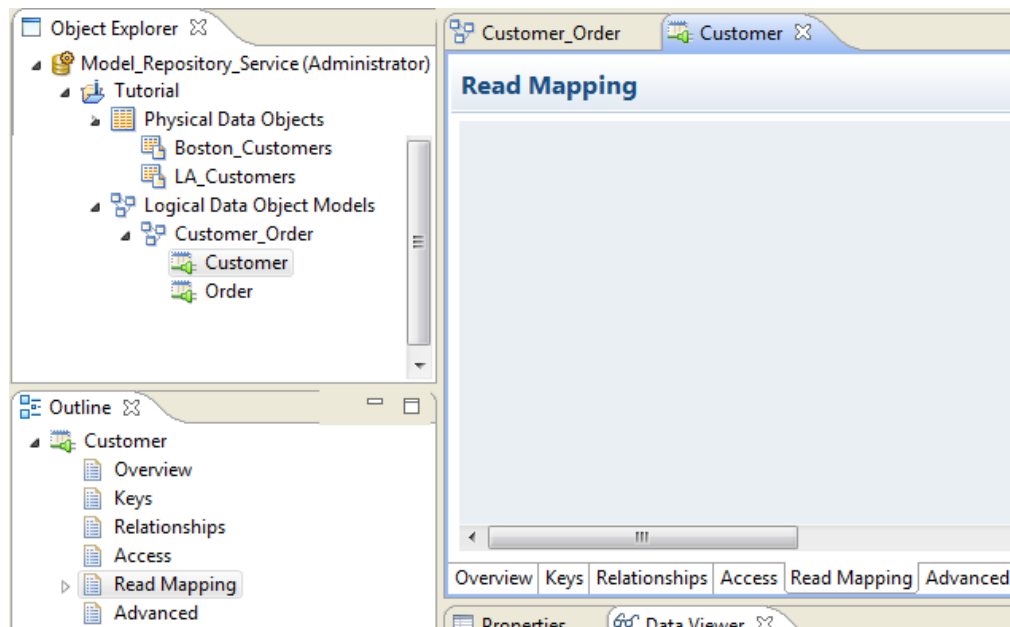 Object Explorer
Model_Repository_Service (Administrator)
Tutorial
Physical Data Objects
Boston_Customers
LA_Customers
Logical Data Object Models
Customer_Order
Customer
Order
Outline
Customer
Overview
Keys
Relationships
Access
Read Mapping
Advanced
Customer_Order Customer
Read Mapping
Overview Keys Relationships Access Read Mapping Advanced
Properties Data Viewer